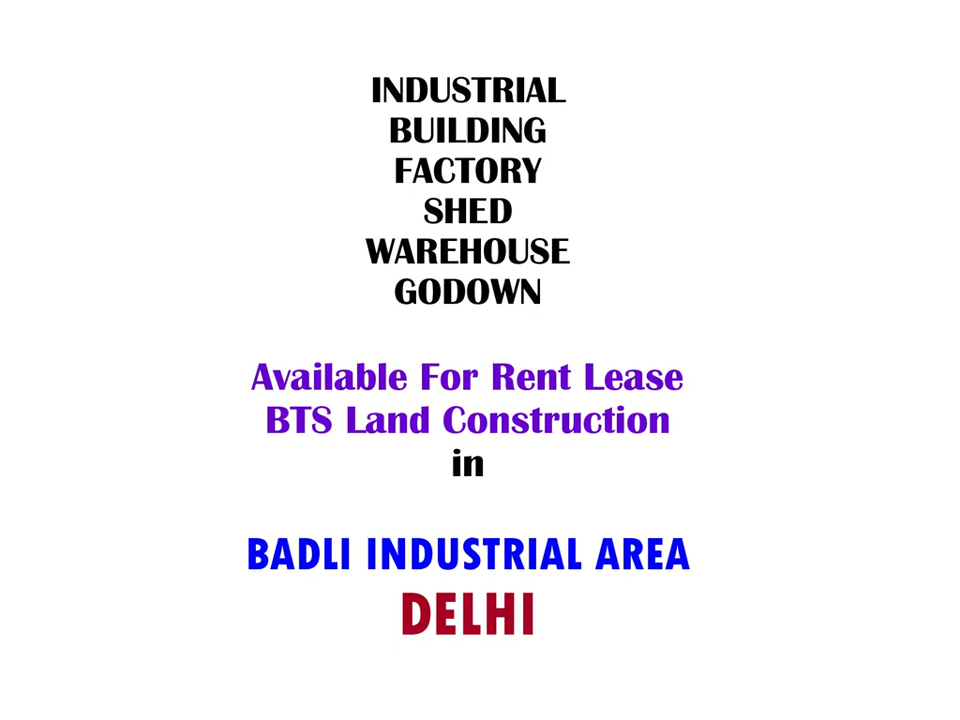 INDUSTRIAL
BUILDING
FACTORY
SHED
WAREHOUSE
GODOWN
Available For Rent Lease
BTS Land Construction
in
BADLI INDUSTRIAL AREA
DELHI